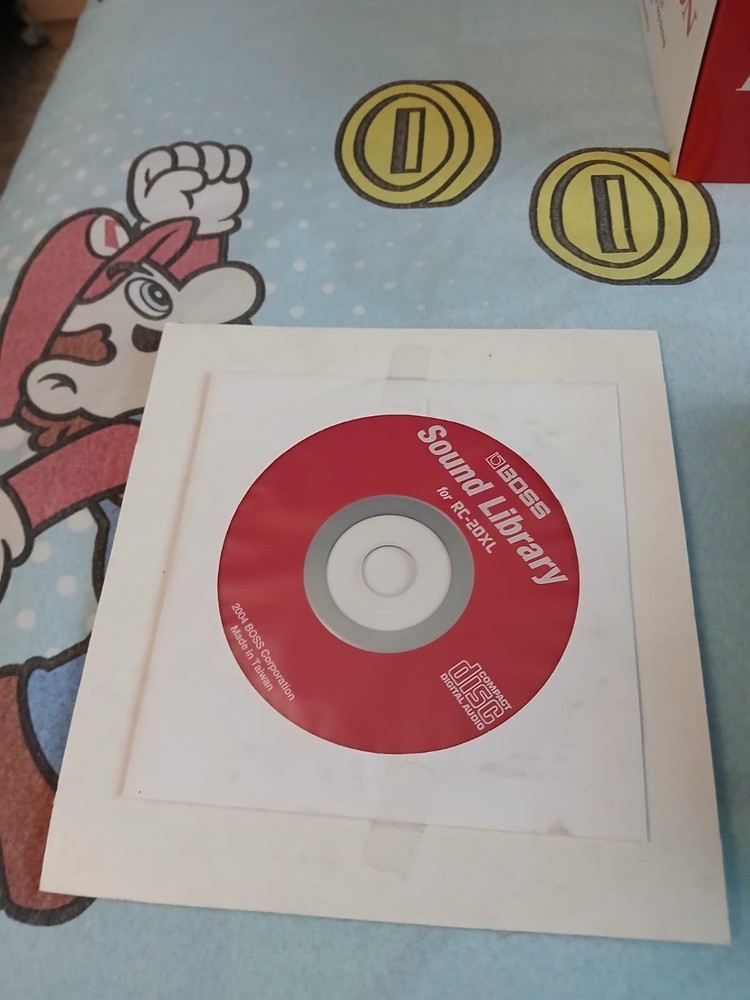 BOSS
Sound Library
for RC-20XL
2004 BOSS Corporation
Made in Taiwan
COMPACT
disc
DIGITAL AUDIO